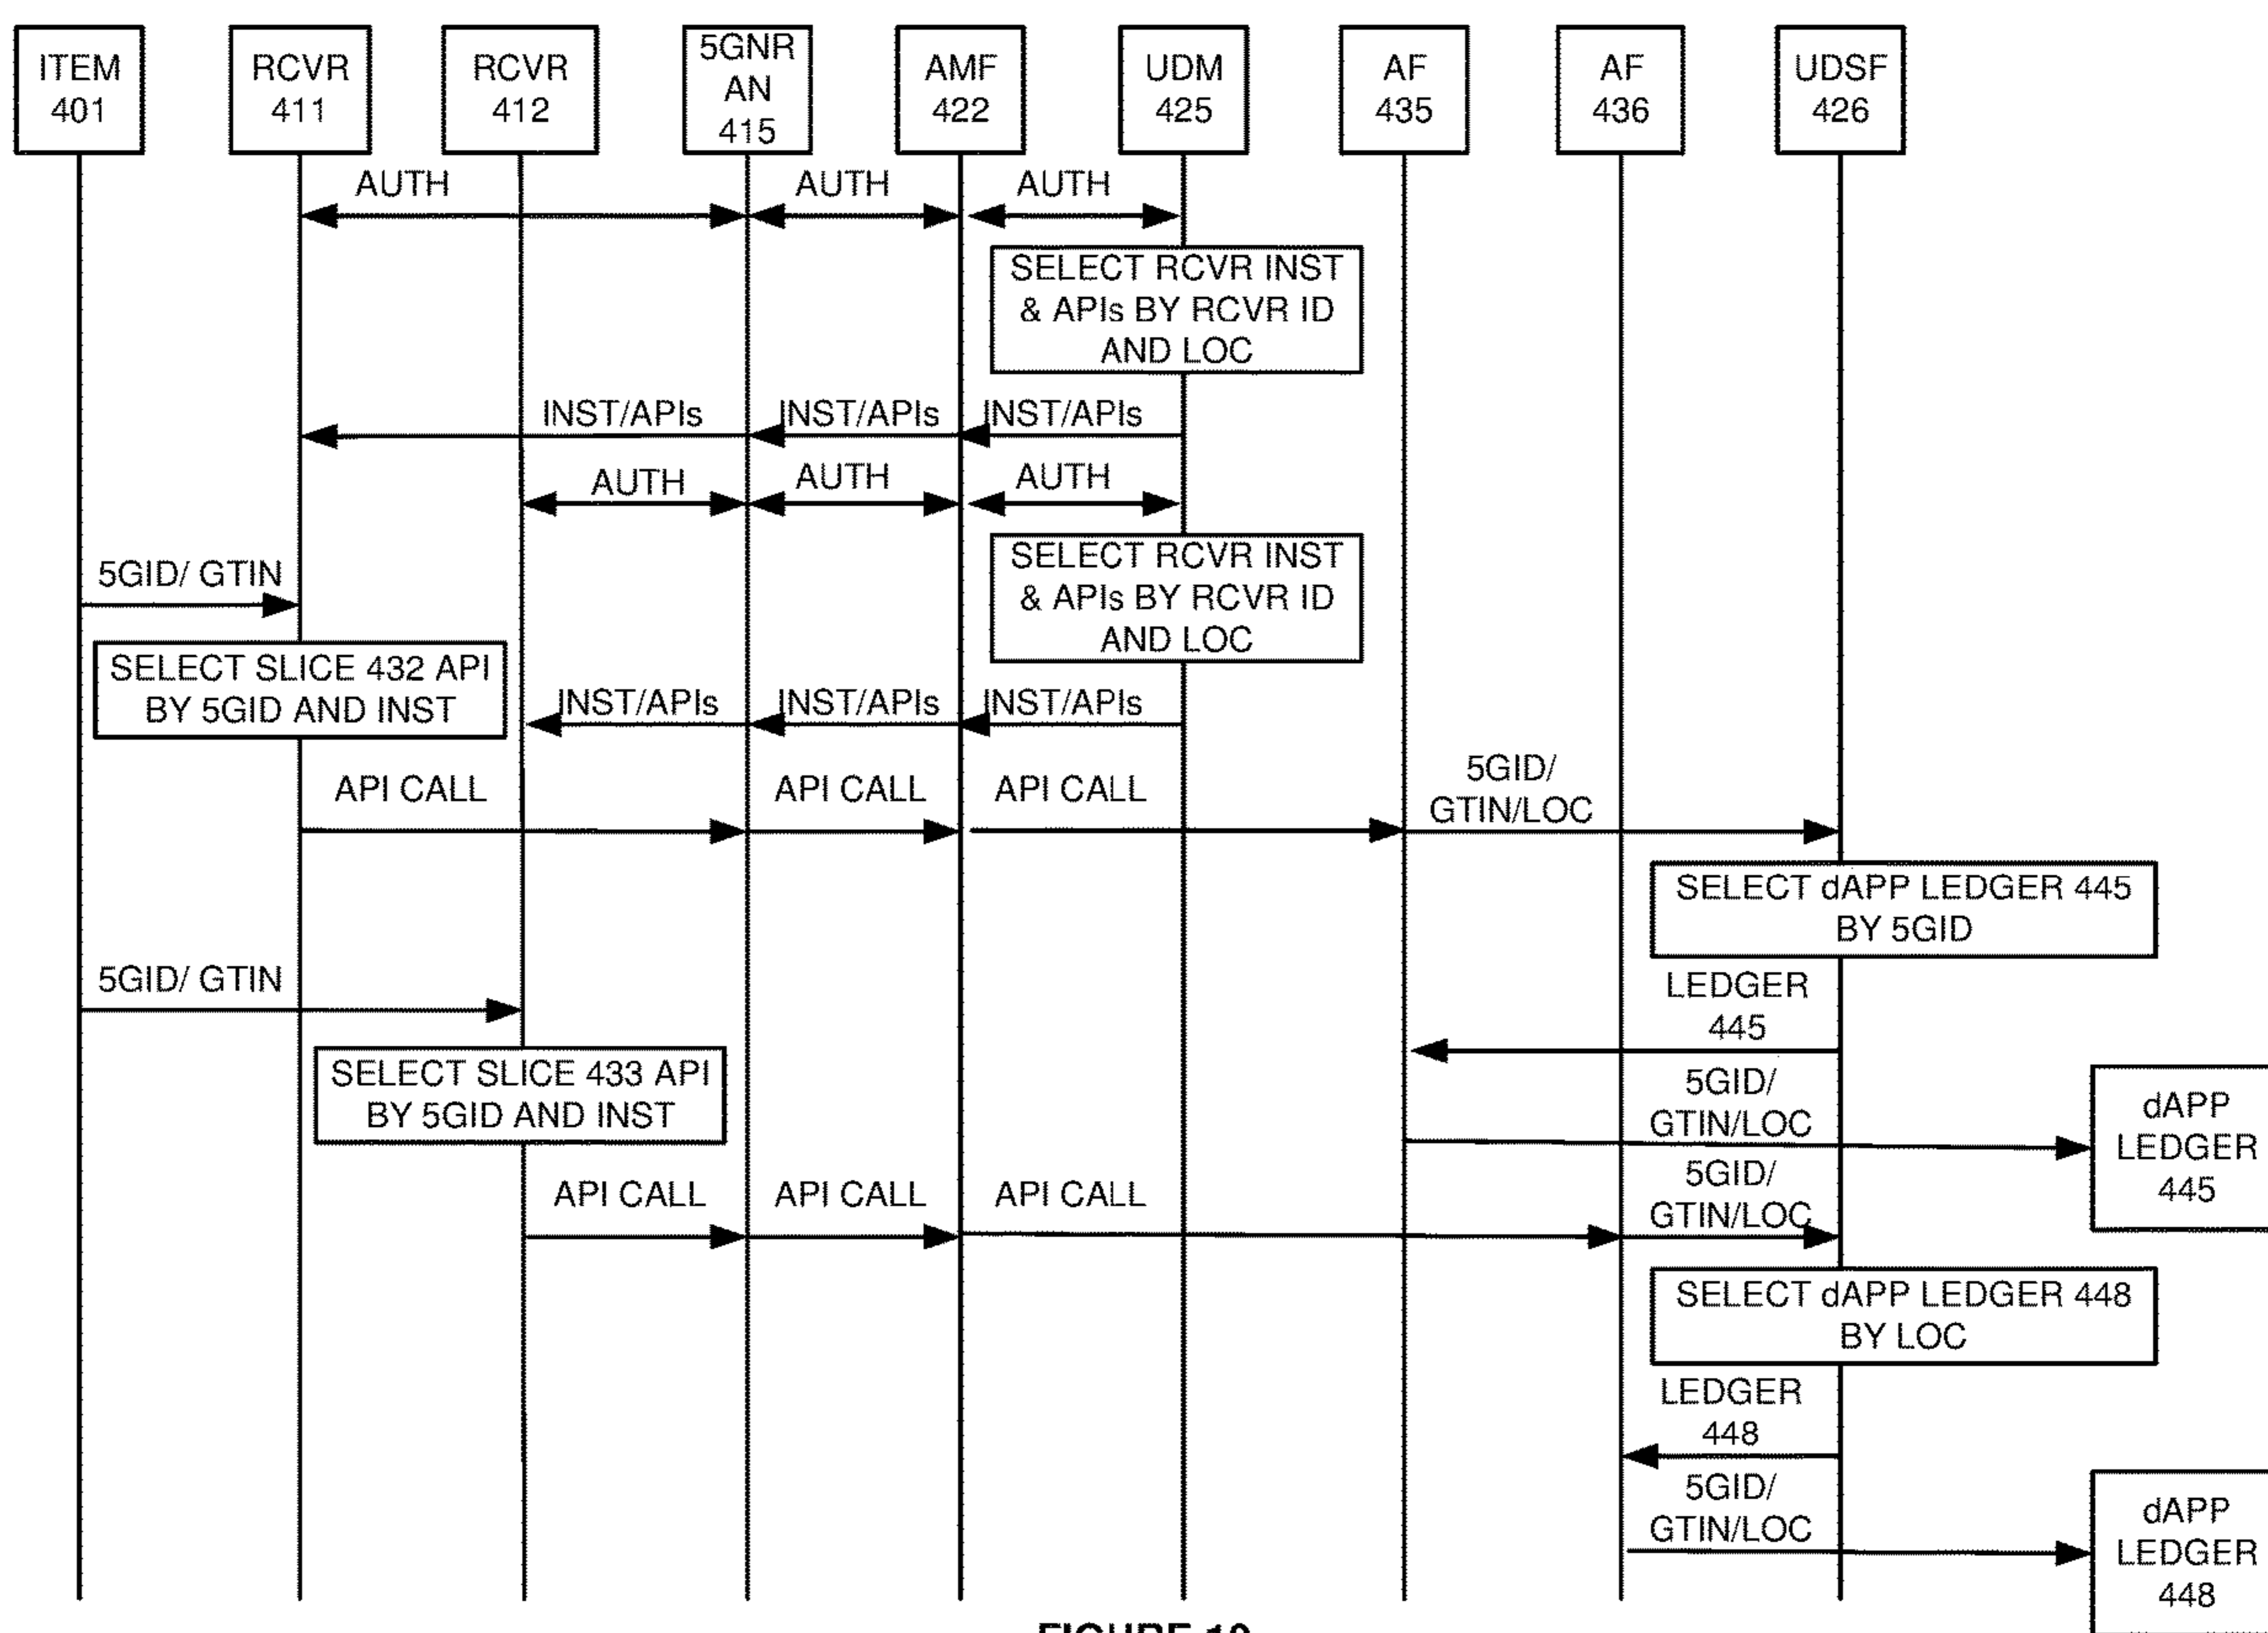 ITEM
401
RCVR
411
RCVR
412
5GNR
AN
415
AMF
422
UDM
425
AF
435
AF
436
UDSF
426
AUTH
AUTH
AUTH
SELECT RCVR INST
& APIs BY RCVR ID
AND LOC
INST/APIs
INST/APIs
INST/APIs
AUTH
AUTH
AUTH
SELECT RCVR INST
& APIs BY RCVR ID
AND LOC
5GID/ GTIN
SELECT SLICE 432 API
BY 5GID AND INST
INST/APIs
INST/APIs
INST/APIs
API CALL
API CALL
API CALL
5GID/
GTIN/LOC
SELECT dAPP LEDGER 445
BY 5GID
5GID/ GTIN
LEDGER
445
SELECT SLICE 433 API
BY 5GID AND INST
5GID/
GTIN/LOC
dAPP
LEDGER
445
API CALL
API CALL
API CALL
5GID/
GTIN/LOC
SELECT dAPP LEDGER 448
BY LOC
LEDGER
448
5GID/
GTIN/LOC
dAPP
LEDGER
448